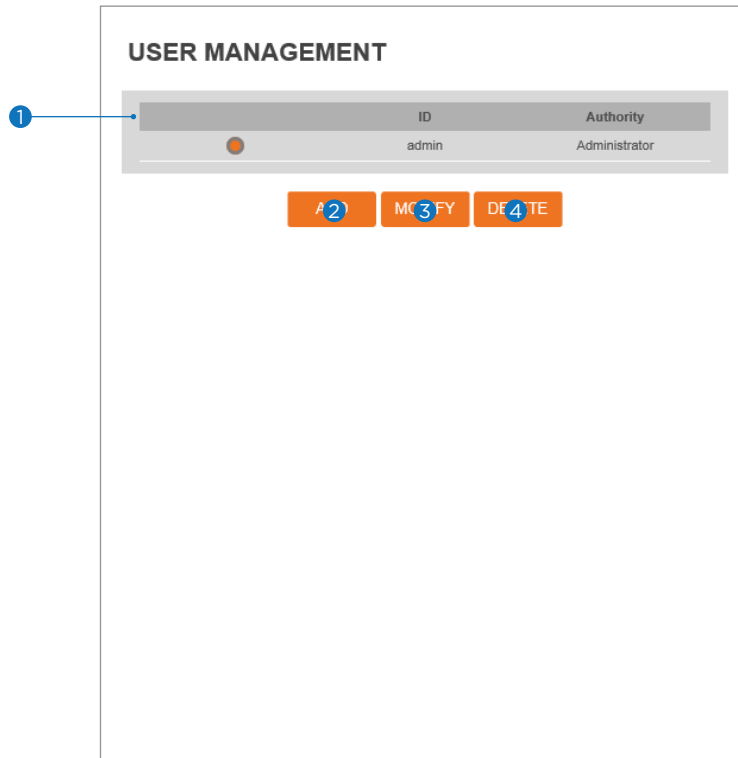 USER MANAGEMENT
1
ID Authority
admin Administrator
2 3 4